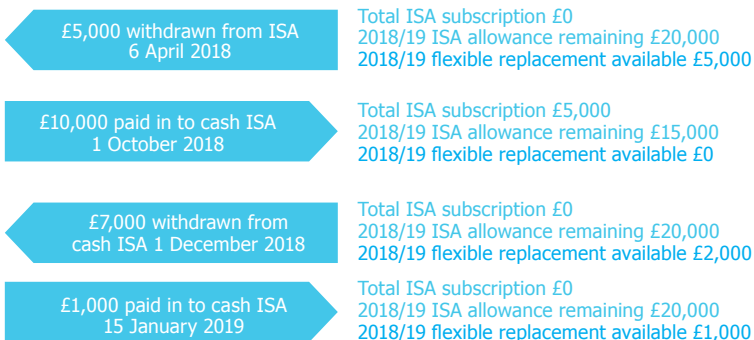 £5,000 withdrawn from ISA
6 April 2018
Total ISA subscription £0
2018/19 ISA allowance remaining £20,000
2018/19 flexible replacement available £5,000
£10,000 paid in to cash ISA
1 October 2018
Total ISA subscription £5,000
2018/19 ISA allowance remaining £15,000
2018/19 flexible replacement available £0
£7,000 withdrawn from
cash ISA 1 December 2018
Total ISA subscription £0
2018/19 ISA allowance remaining £20,000
2018/19 flexible replacement available £2,000
£1,000 paid in to cash ISA
15 January 2019
Total ISA subscription £0
2018/19 ISA allowance remaining £20,000
2018/19 flexible replacement available £1,000